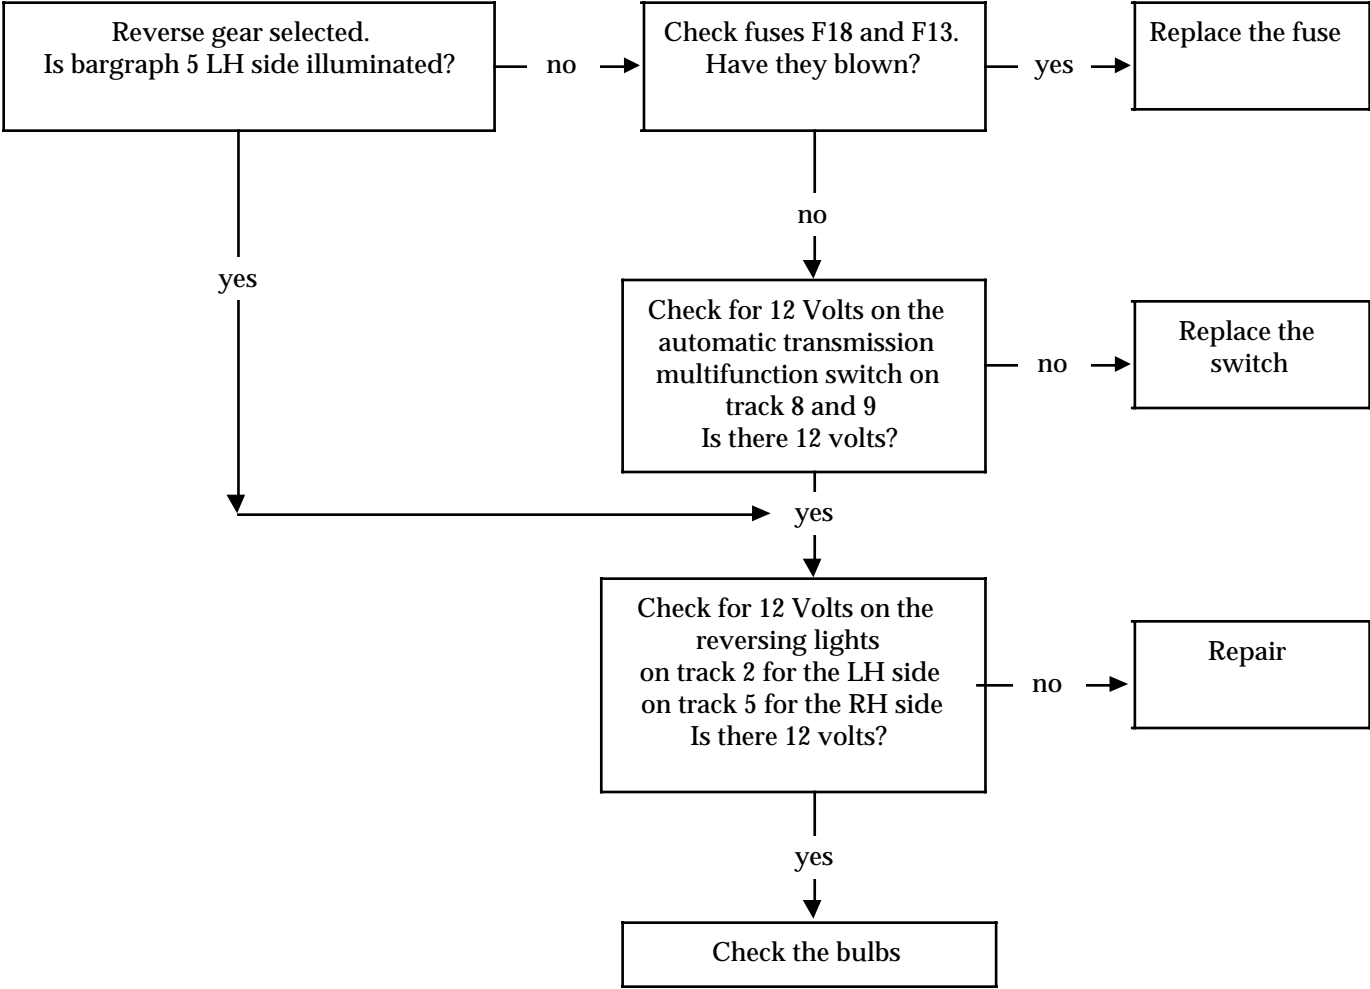 Reverse gear selected.
Is bargraph 5 LH side illuminated?
no
Check fuses F18 and F13.
Have they blown?
yes
Replace the fuse
no
yes
Check for 12 Volts on the
automatic transmission
multifunction switch on
track 8 and 9
Is there 12 volts?
no
Replace the
switch
yes
Check for 12 Volts on the
reversing lights
on track 2 for the LH side
on track 5 for the RH side
Is there 12 volts?
no
Repair
yes
Check the bulbs